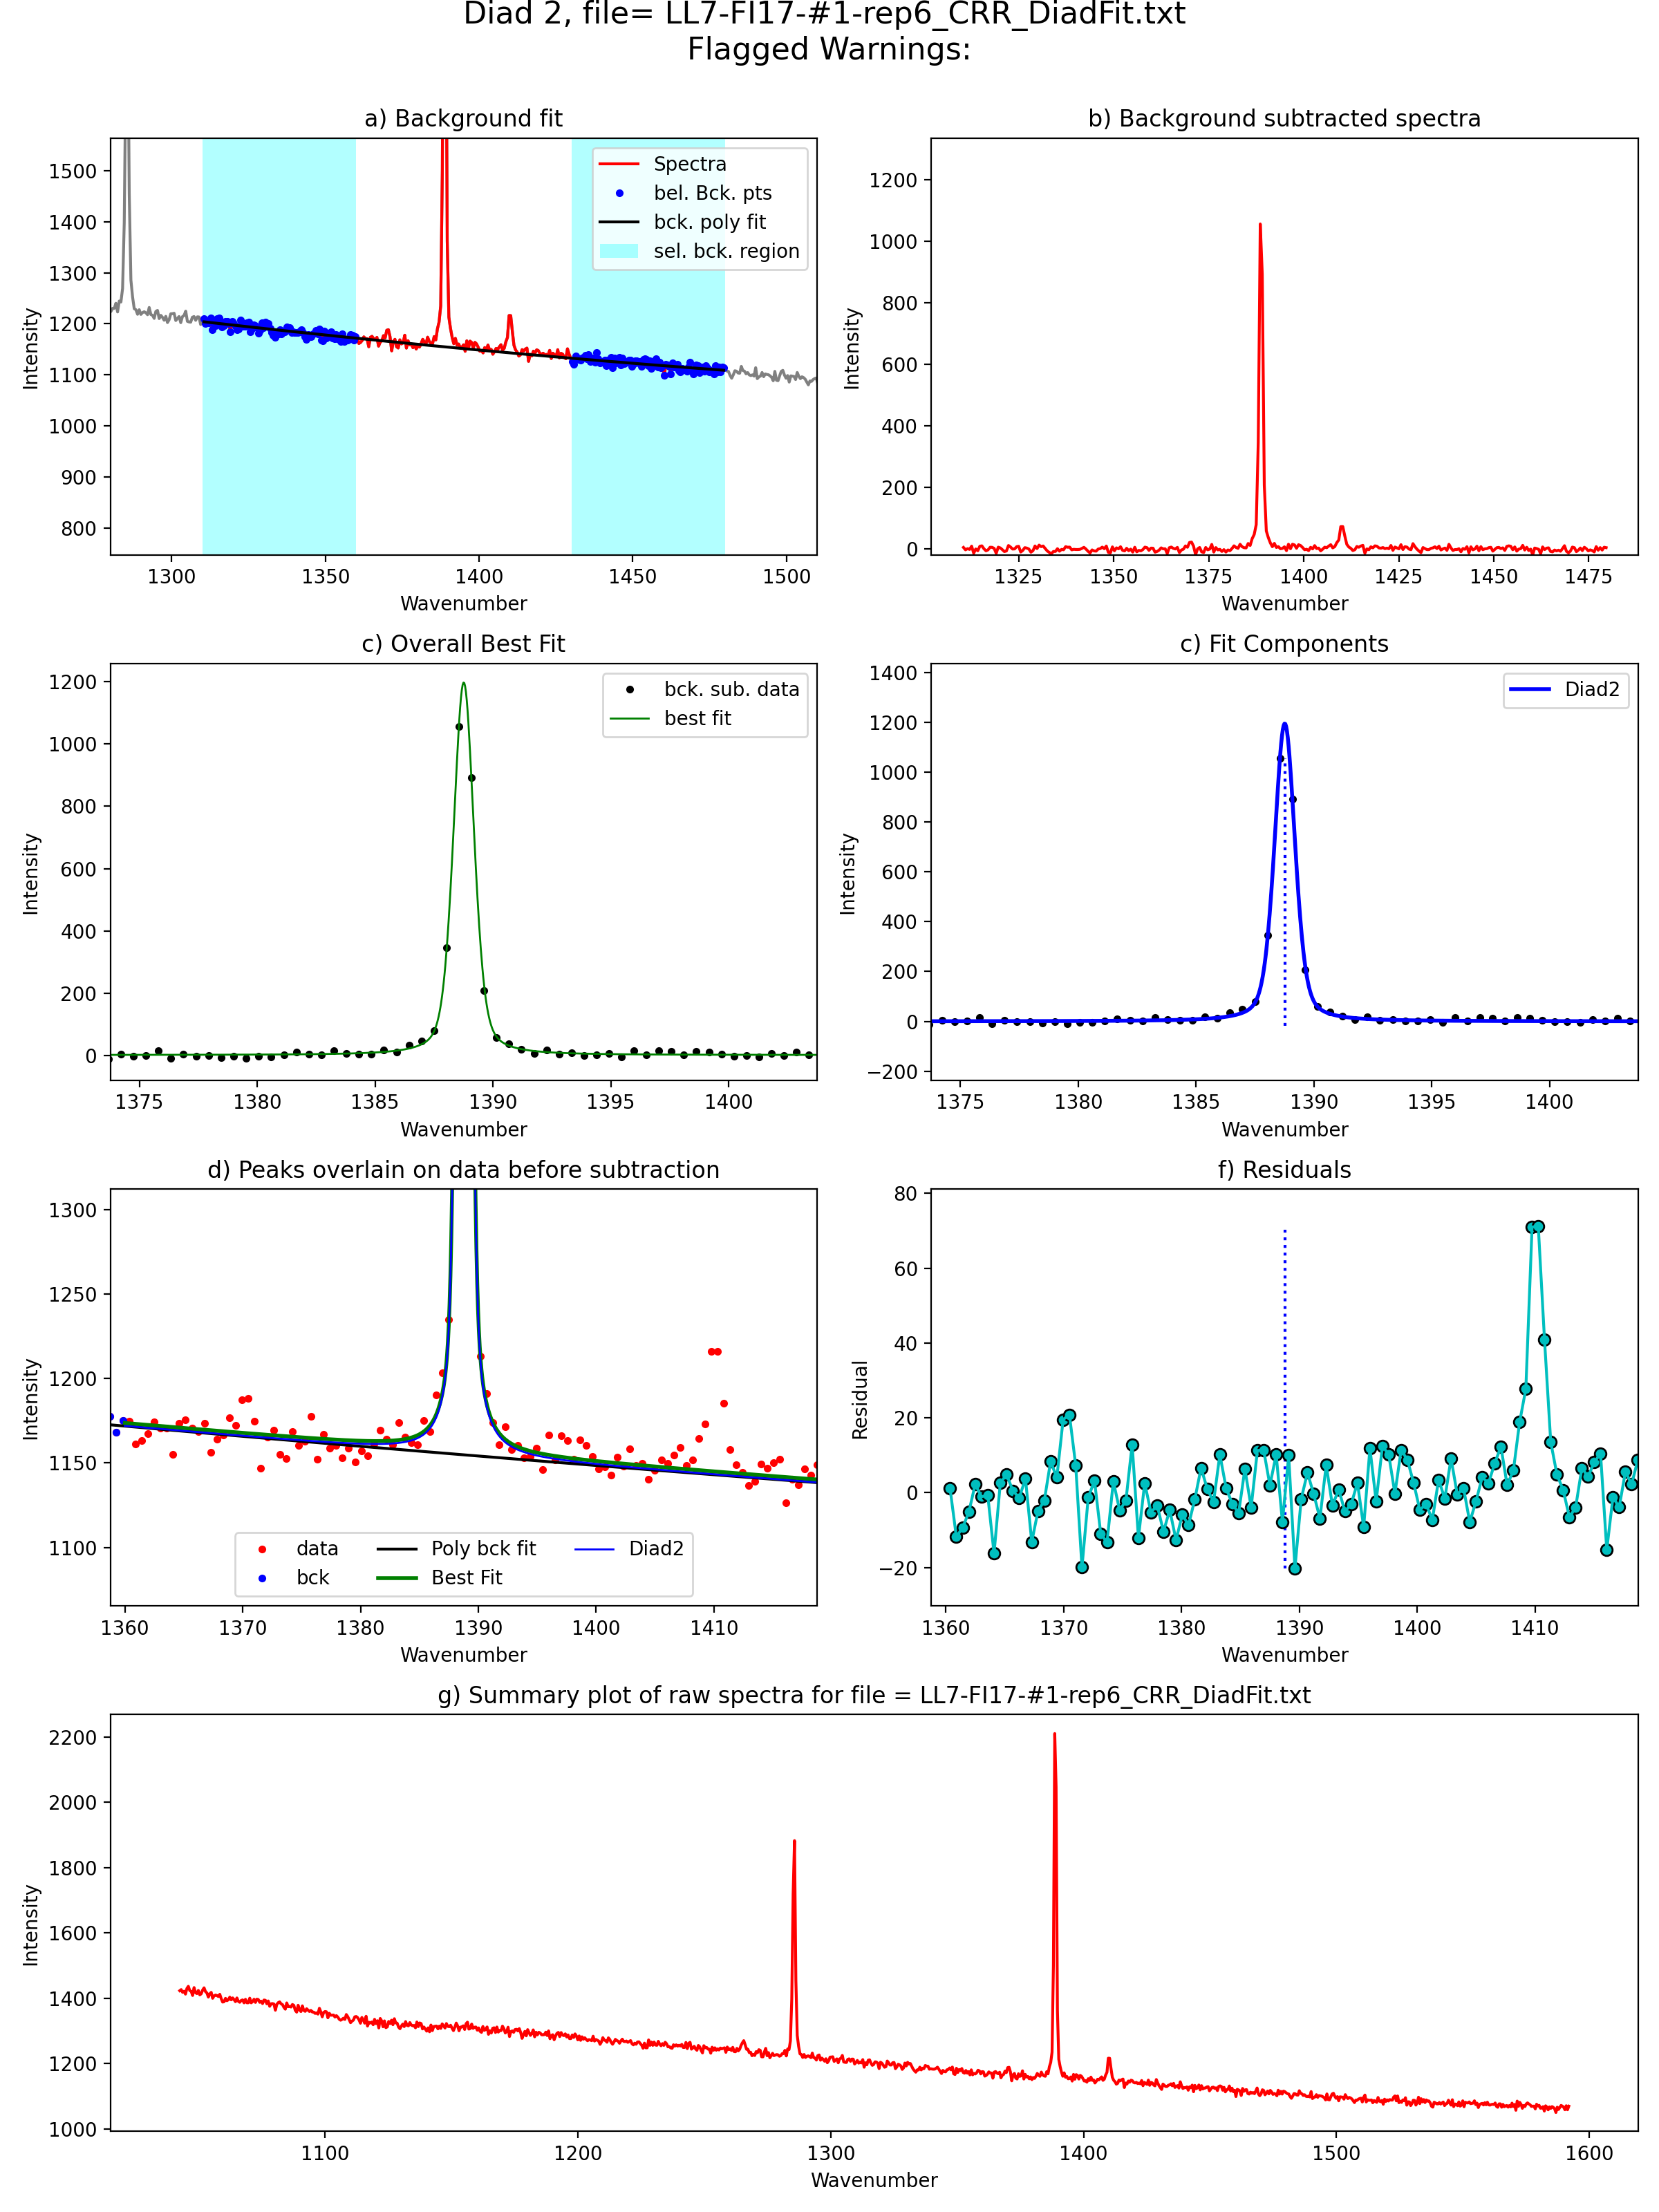 Diad 2, file= LL7-FI17-#1-rep6_CRR_DiadFit.txt
Flagged Warnings:
a) Background fit
Intensity
1500
1400
1300
1200
1100
1000
900
800
Spectra
bel. Bck. pts
bck. poly fit
sel. bck. region
1300 1350 1400 1450 1500
Wavenumber
b) Background subtracted spectra
Intensity
1200
1000
800
600
400
200
0
1325 1350 1375 1400 1425 1450 1475
Wavenumber
c) Overall Best Fit
Intensity
1200
1000
800
600
400
200
0
bck. sub. data
best fit
1375 1380 1385 1390 1395 1400
Wavenumber
c) Fit Components
Intensity
1400
1200
1000
800
600
400
200
0
−200
Diad2
1375 1380 1385 1390 1395 1400
Wavenumber
d) Peaks overlain on data before subtraction
Intensity
1300
1250
1200
1150
1100
data
bck
Poly bck fit
Best Fit
Diad2
1360 1370 1380 1390 1400 1410
Wavenumber
f) Residuals
Residual
80
60
40
20
0
−20
1360 1370 1380 1390 1400 1410
Wavenumber
g) Summary plot of raw spectra for file = LL7-FI17-#1-rep6_CRR_DiadFit.txt
Intensity
2200
2000
1800
1600
1400
1200
1000
1100 1200 1300 1400 1500 1600
Wavenumber